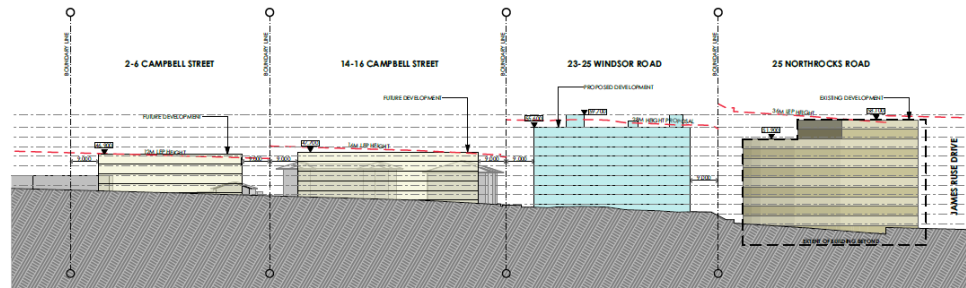 BOUNDARY LINE
BOUNDARY LINE
BOUNDARY LINE
BOUNDARY LINE
2-6 CAMPBELL STREET
14-16 CAMPBELL STREET
23-25 WINDSOR ROAD
25 NORTHROCKS ROAD
FUTURE DEVELOPMENT
FUTURE DEVELOPMENT
PROPOSED DEVELOPMENT
EXISTING DEVELOPMENT
12M LEP HEIGHT
16M LEP HEIGHT
28M HEIGHT PROPOSAL
9,000
9,000
9,000
9,000
9,000
9,000
EXTENT OF BUILDING BEYOND
JAMES RUSE DRIVE